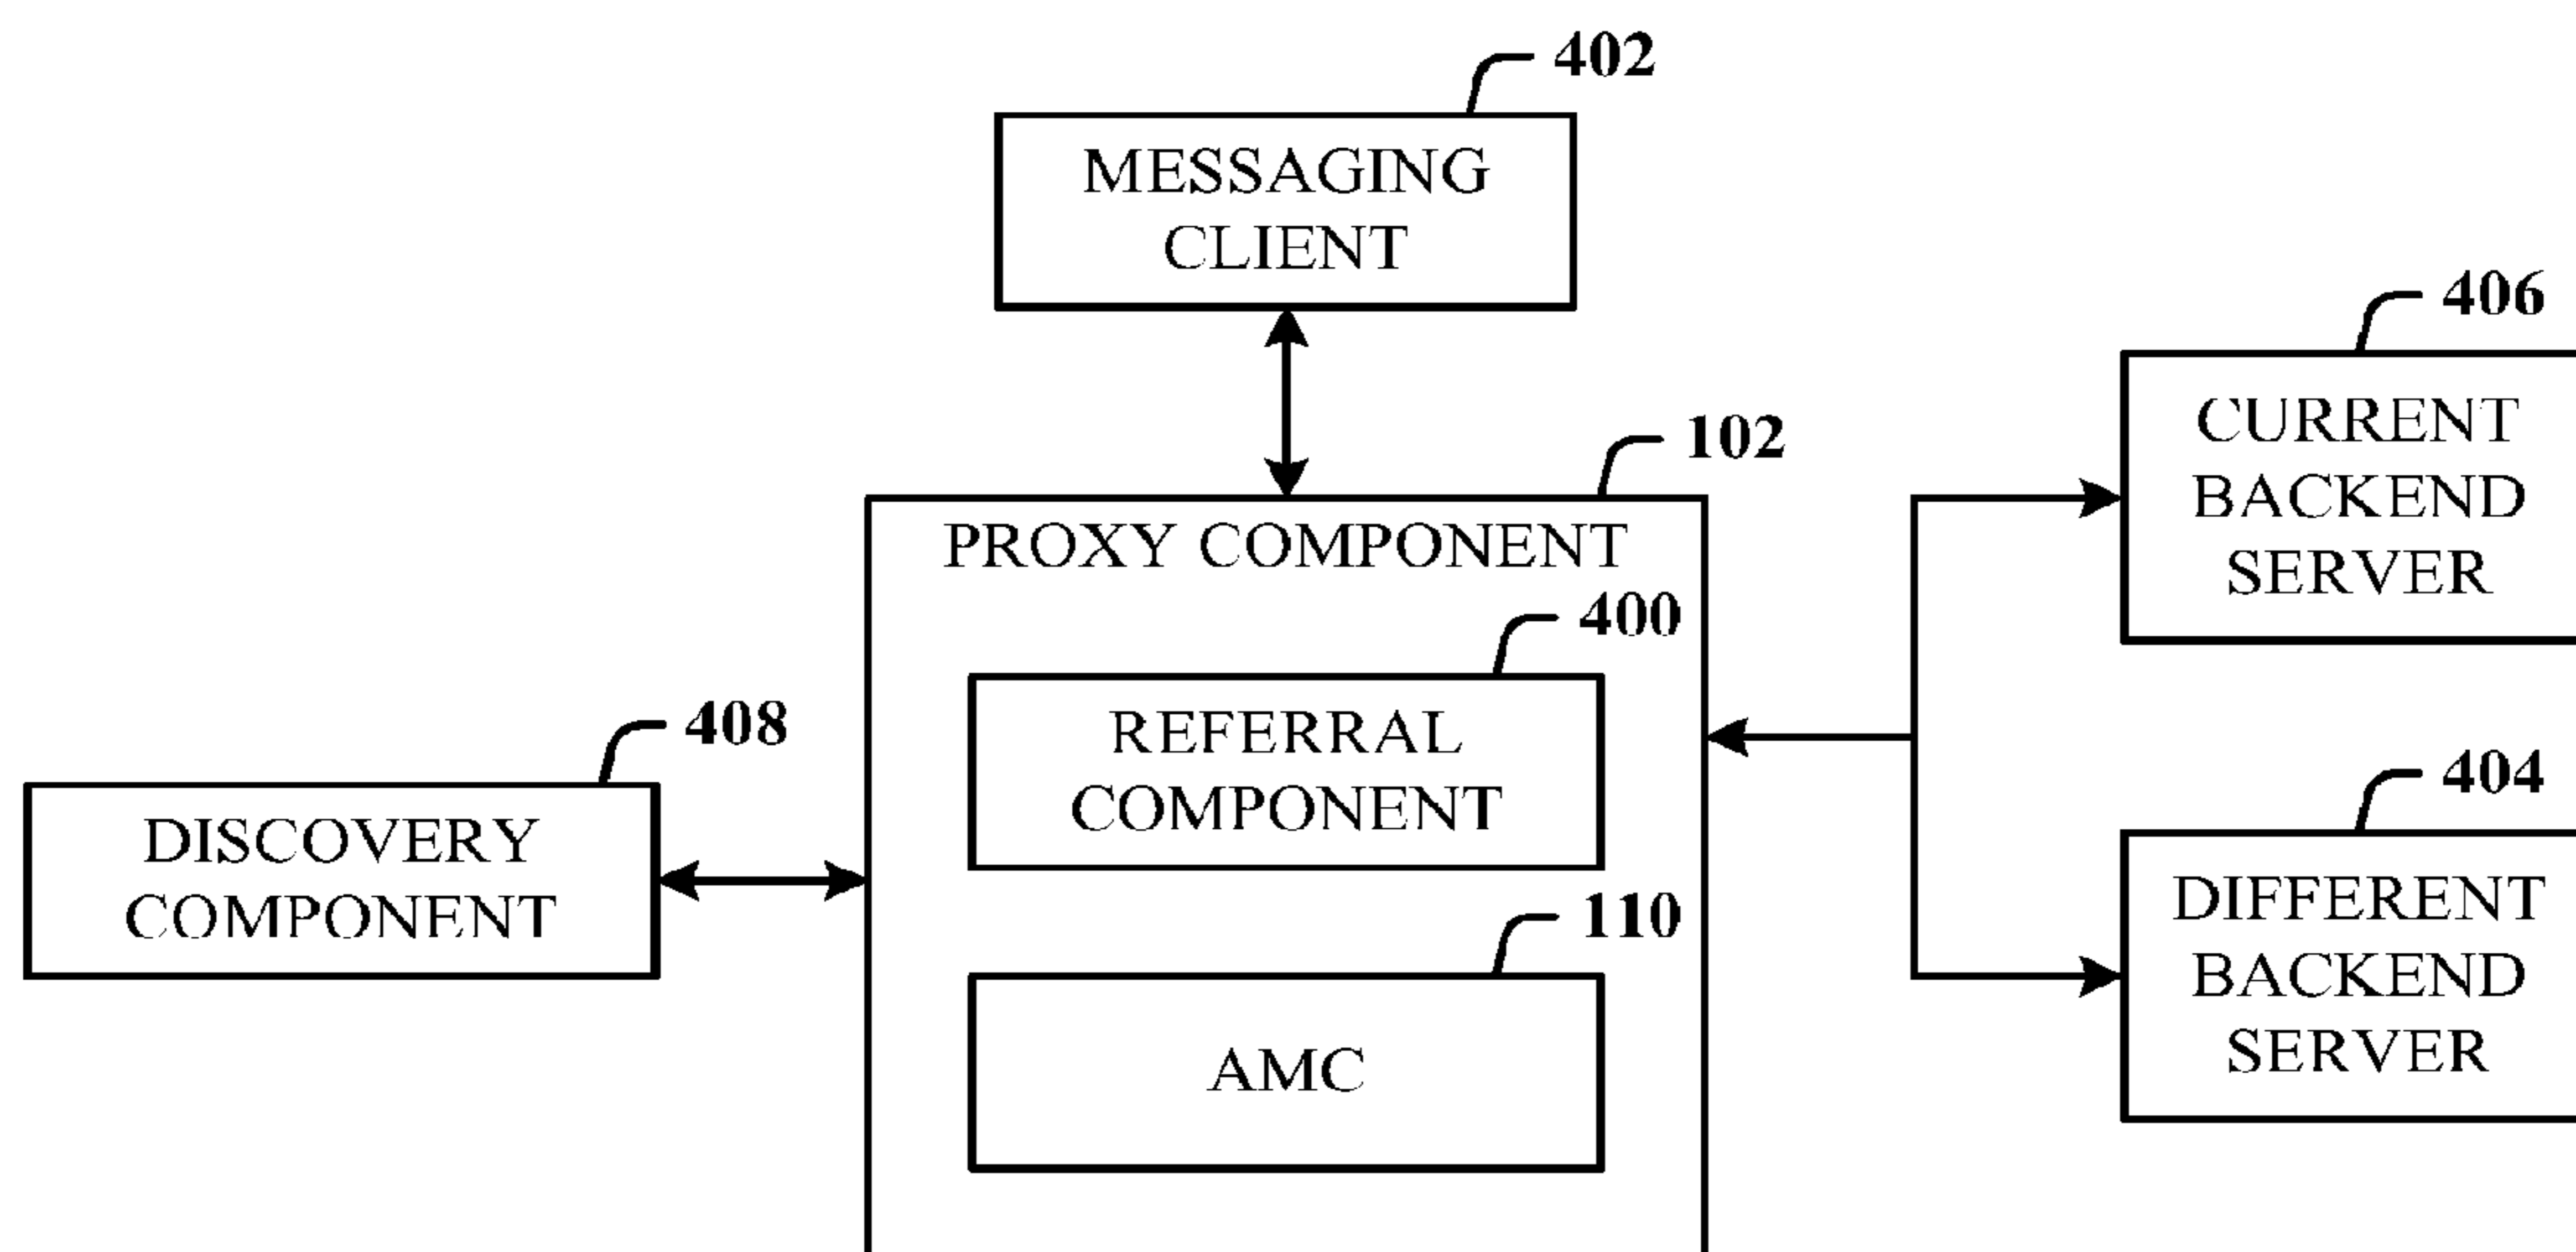 402
MESSAGING
CLIENT
406
CURRENT
BACKEND
SERVER
102
PROXY COMPONENT
400
REFERRAL
COMPONENT
408
DISCOVERY
COMPONENT
404
DIFFERENT
BACKEND
SERVER
110
AMC